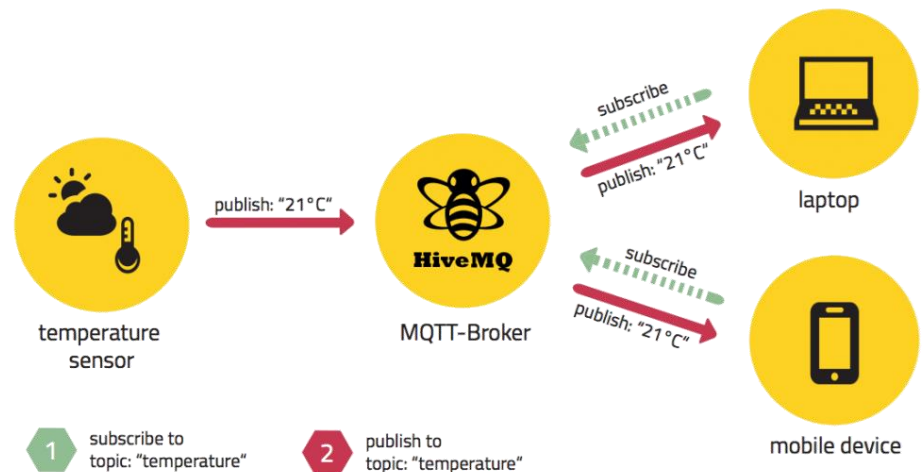 subscribe
publish: “21°C“
laptop
publish: “21°C“
HiveMQ
subscribe
publish: “21°C“
temperature
sensor
MQTT-Broker
mobile device
1
subscribe to
topic: “temperature“
2
publish to
topic: “temperature“